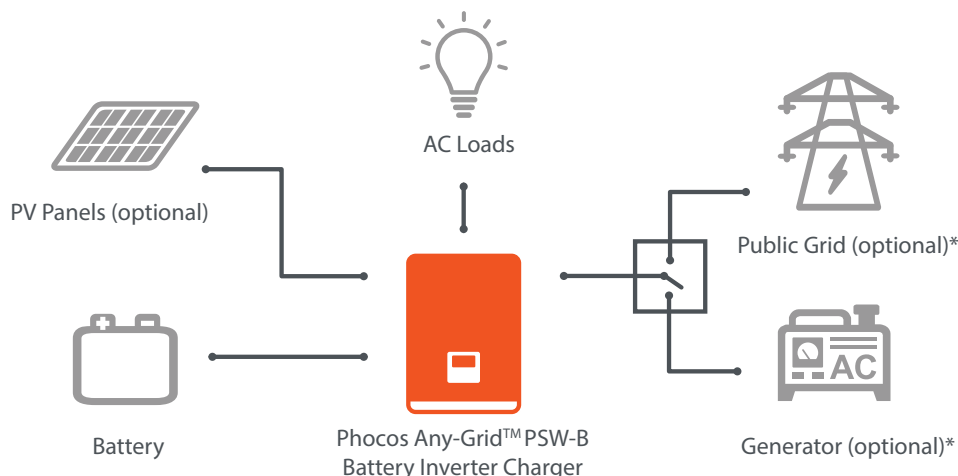 AC Loads
PV Panels (optional)
Public Grid (optional)*
AC
Battery
Phocos Any-Grid™ PSW-B
Battery Inverter Charger
Generator (optional)*